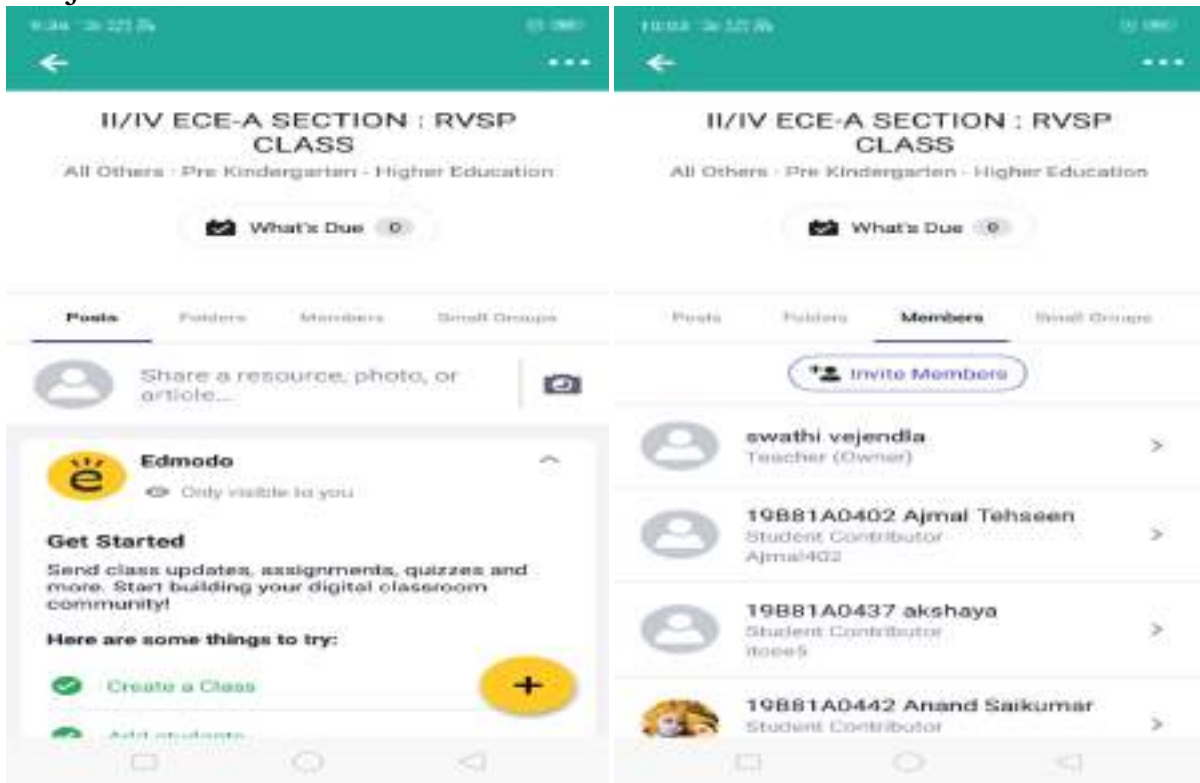 II/IV ECE-A SECTION : RVSP
CLASS
All Others · Pre Kindergarten - Higher Education
What's Due 0
Posts Folders Members Small Groups
Share a resource, photo, or
article...
Edmodo
Only visible to you
Get Started
Send class updates, assignments, quizzes and
more. Start building your digital classroom
community!
Here are some things to try:
Create a Class
Add students
II/IV ECE-A SECTION : RVSP
CLASS
All Others · Pre Kindergarten - Higher Education
What's Due 0
Posts Folders Members Small Groups
Invite Members
swathi vejendla
Teacher (Owner)
19B81A0402 Ajmal Tehseen
Student Contributor
Ajmal402
19B81A0437 akshaya
Student Contributor
19B81A0442 Anand Saikumar
Student Contributor